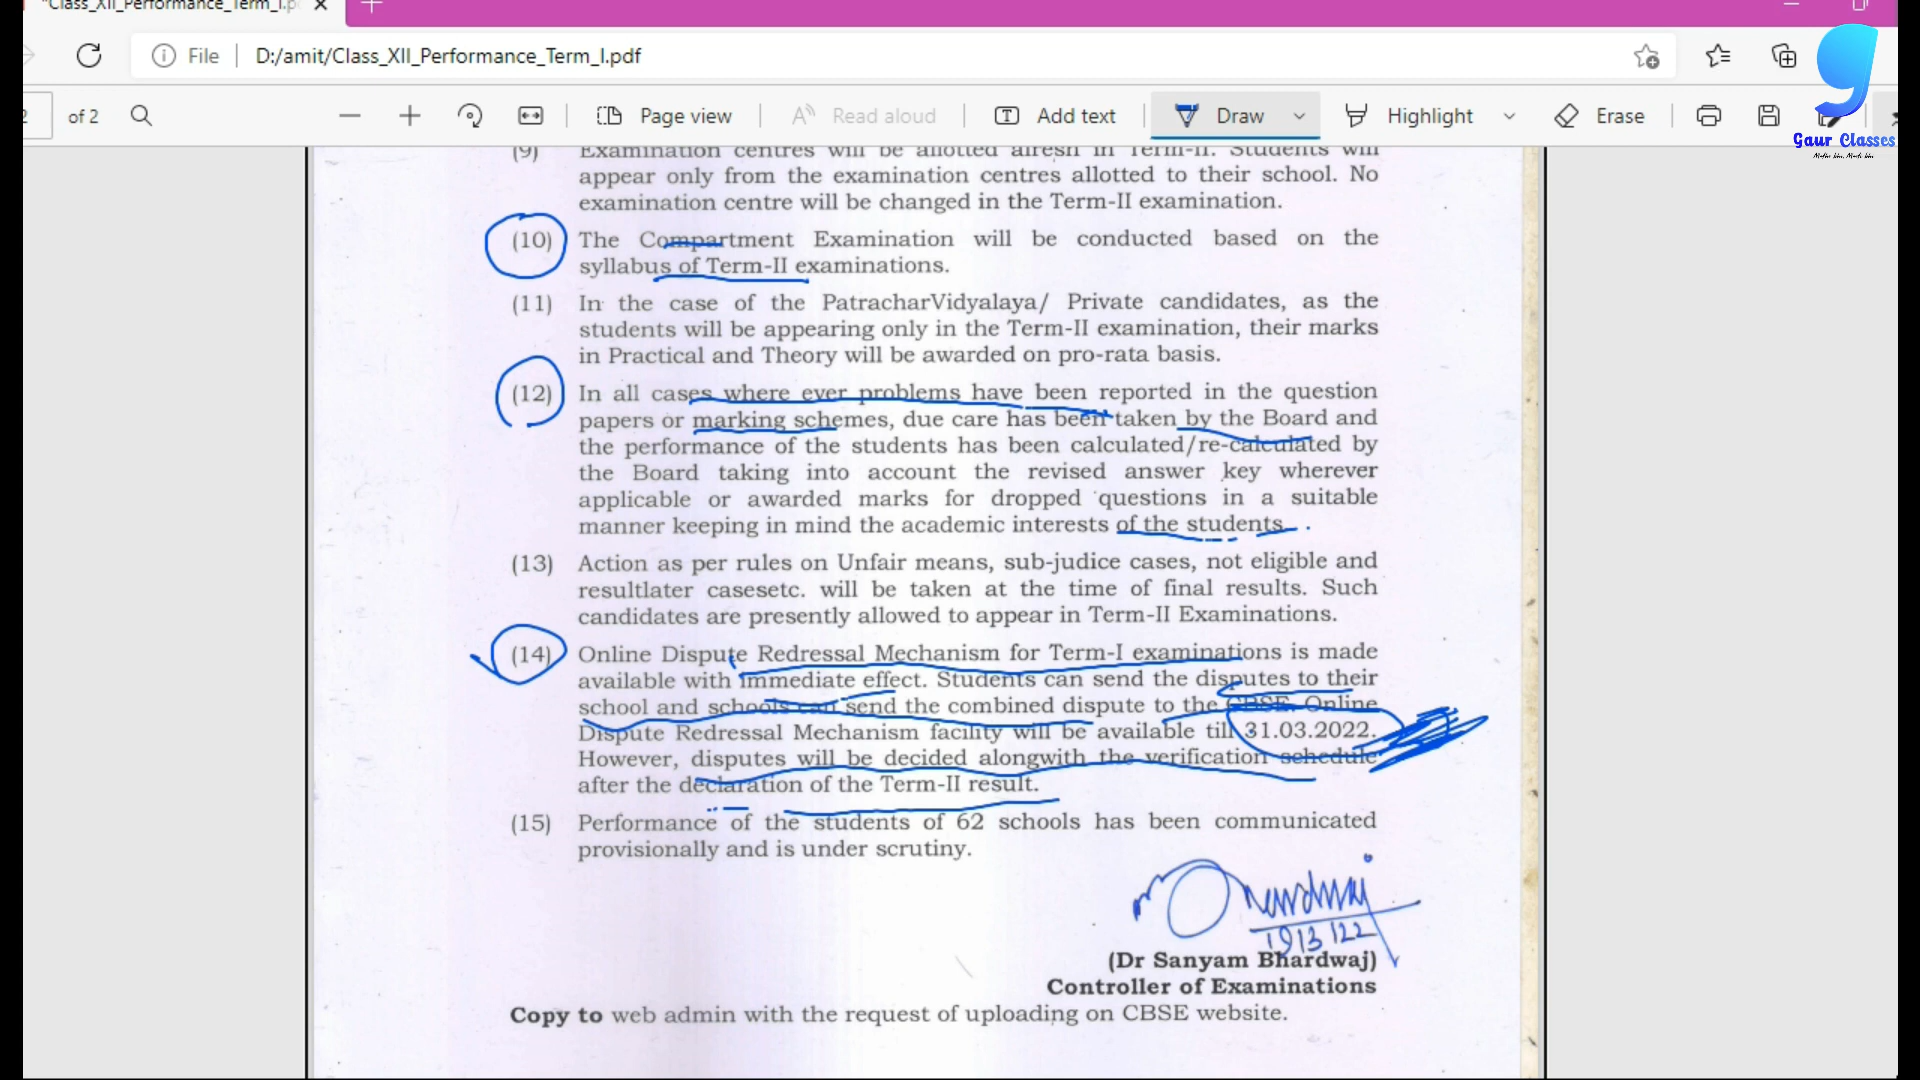 "Class_XII_Performance_Term_I.p
File D:/amit/Class_XII_Performance_Term_I.pdf
2 of 2 Page view Read aloud Add text Draw Highlight Erase
Gaur Classes
(9) Examination centres will be allotted afresh in Term-II. Students will
appear only from the examination centres allotted to their school. No
examination centre will be changed in the Term-II examination.
(10) The Compartment Examination will be conducted based on the
syllabus of Term-II examinations.
(11) In the case of the PatracharVidyalaya/ Private candidates, as the
students will be appearing only in the Term-II examination, their marks
in Practical and Theory will be awarded on pro-rata basis.
(12) In all cases where ever problems have been reported in the question
papers or marking schemes, due care has been taken by the Board and
the performance of the students has been calculated/re-calculated by
the Board taking into account the revised answer key wherever
applicable or awarded marks for dropped questions in a suitable
manner keeping in mind the academic interests of the students.
(13) Action as per rules on Unfair means, sub-judice cases, not eligible and
resultlater casesetc. will be taken at the time of final results. Such
candidates are presently allowed to appear in Term-II Examinations.
(14) Online Dispute Redressal Mechanism for Term-I examinations is made
available with immediate effect. Students can send the disputes to their
school and schools can send the combined dispute to the CBSE. Online
Dispute Redressal Mechanism facility will be available till 31.03.2022.
However, disputes will be decided alongwith the verification schedule
after the declaration of the Term-II result.
(15) Performance of the students of 62 schools has been communicated
provisionally and is under scrutiny.
19/3/22
(Dr Sanyam Bhardwaj)
Controller of Examinations
Copy to web admin with the request of uploading on CBSE website.